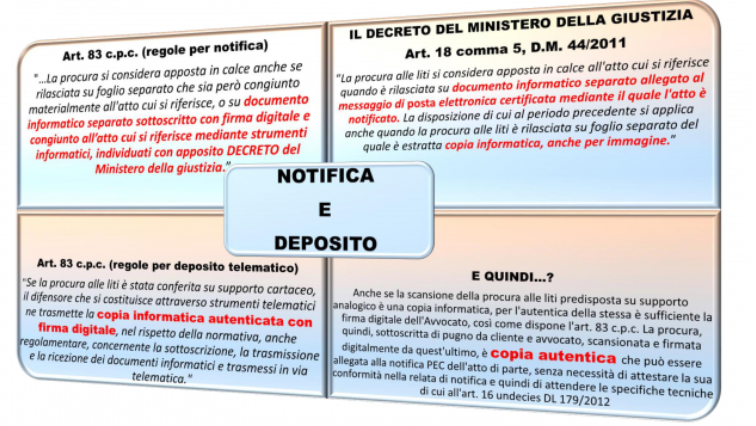 Art. 83 c.p.c. (regole per notifica)
"...La procura si considera apposta in calce anche se
rilasciata su foglio separato che sia però congiunto
materialmente all'atto cui si riferisce, o su documento
informatico separato sottoscritto con firma digitale e
congiunto all'atto cui si riferisce mediante strumenti
informatici, individuati con apposito DECRETO del
Ministero della giustizia."
IL DECRETO DEL MINISTERO DELLA GIUSTIZIA
Art. 18 comma 5, D.M. 44/2011
"La procura alle liti si considera apposta in calce all'atto cui si riferisce
quando è rilasciata su documento informatico separato allegato al
messaggio di posta elettronica certificata mediante il quale l'atto è
notificato. La disposizione di cui al periodo precedente si applica
anche quando la procura alle liti è rilasciata su foglio separato del
quale è estratta copia informatica, anche per immagine."
NOTIFICA
E
DEPOSITO
Art. 83 c.p.c. (regole per deposito telematico)
"Se la procura alle liti è stata conferita su supporto cartaceo,
il difensore che si costituisce attraverso strumenti telematici
ne trasmette la copia informatica autenticata con
firma digitale, nel rispetto della normativa, anche
regolamentare, concernente la sottoscrizione, la trasmissione
e la ricezione dei documenti informatici e trasmessi in via
telematica."
E QUINDI...?
Anche se la scansione della procura alle liti predisposta su supporto
analogico è una copia informatica, per l'autentica della stessa è sufficiente la
firma digitale dell'Avvocato, così come dispone l'art. 83 c.p.c. La procura,
quindi, sottoscritta di pugno da cliente e avvocato, scansionata e firmata
digitalmente da quest'ultimo, è copia autentica che può essere
allegata alla notifica PEC dell'atto di parte, senza necessità di attestare la sua
conformità nella relata di notifica e quindi di attendere le specifiche tecniche
di cui all'art. 16 undecies DL 179/2012